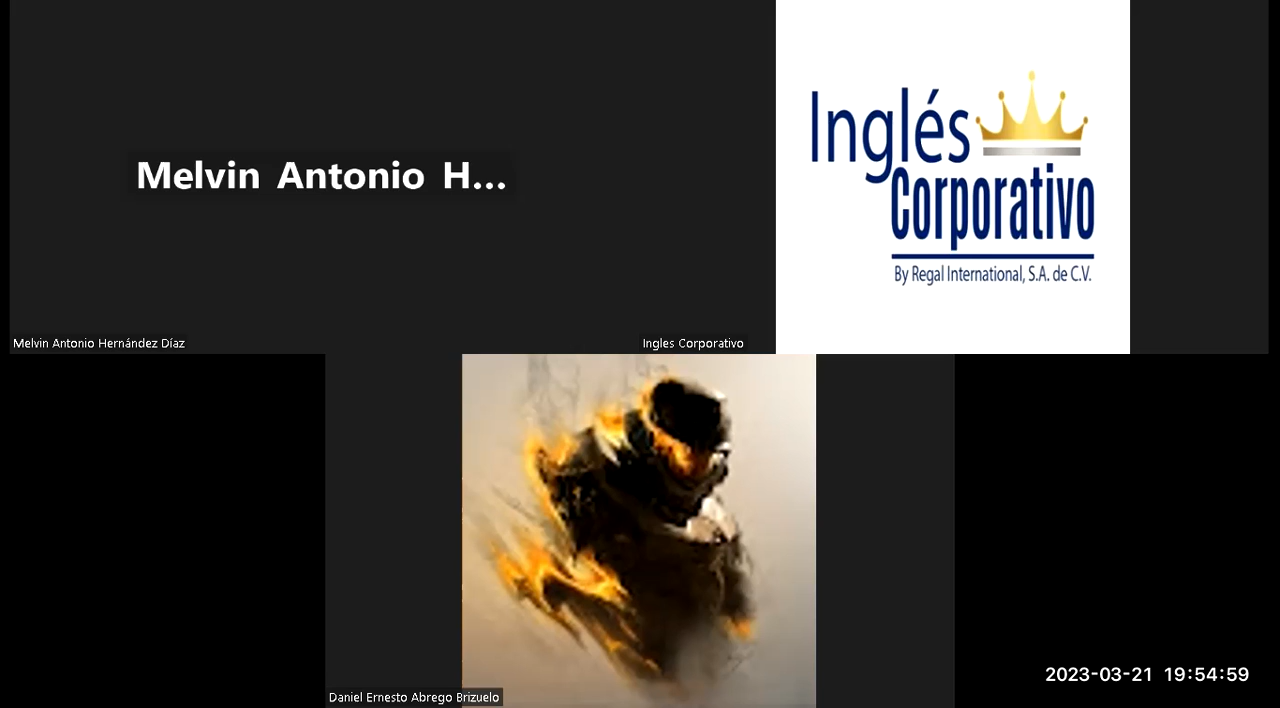 Melvin Antonio H...
Melvin Antonio Hernández Díaz
Inglés
Corporativo
By Regal International, S.A. de C.V.
Ingles Corporativo
Daniel Ernesto Abrego Brizuelo
2023-03-21 19:54:59